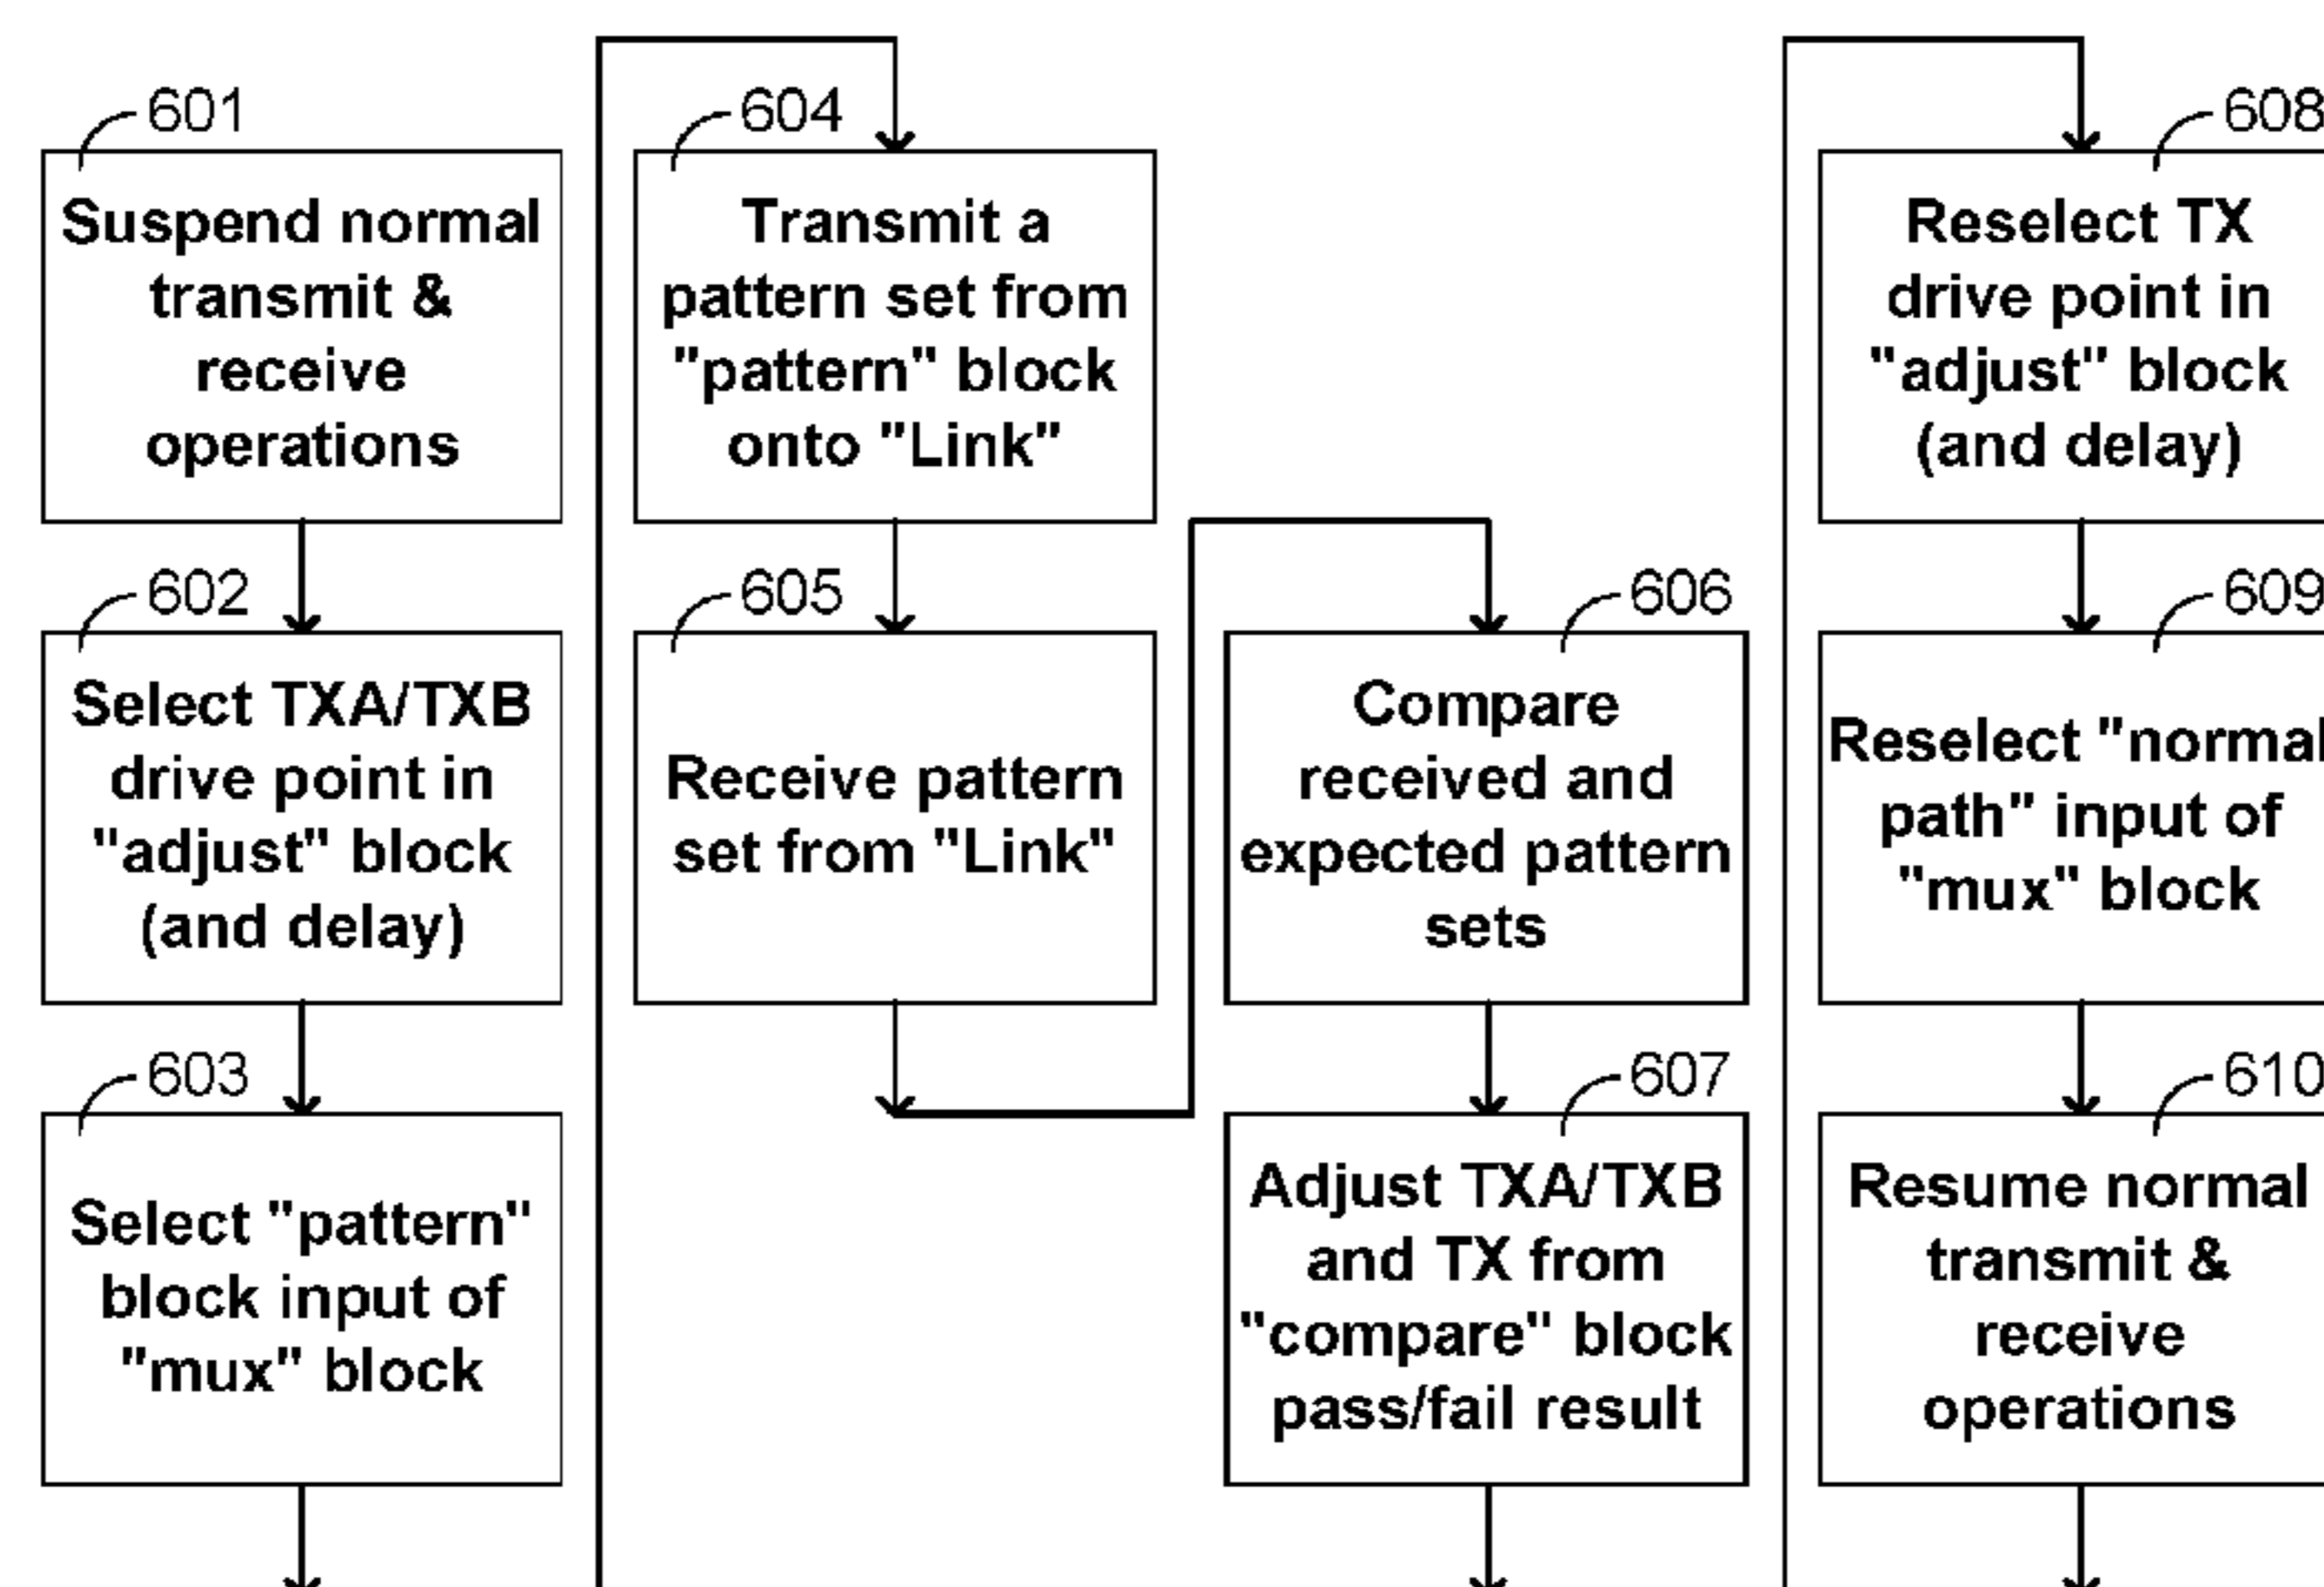 601
Suspend normal
transmit &
receive
operations
602
Select TXA/TXB
drive point in
"adjust" block
(and delay)
603
Select "pattern"
block input of
"mux" block
604
Transmit a
pattern set from
"pattern" block
onto "Link"
605
Receive pattern
set from "Link"
606
Compare
received and
expected pattern
sets
607
Adjust TXA/TXB
and TX from
"compare" block
pass/fail result
608
Reselect TX
drive point in
"adjust" block
(and delay)
609
Reselect "normal
path" input of
"mux" block
610
Resume normal
transmit &
receive
operations